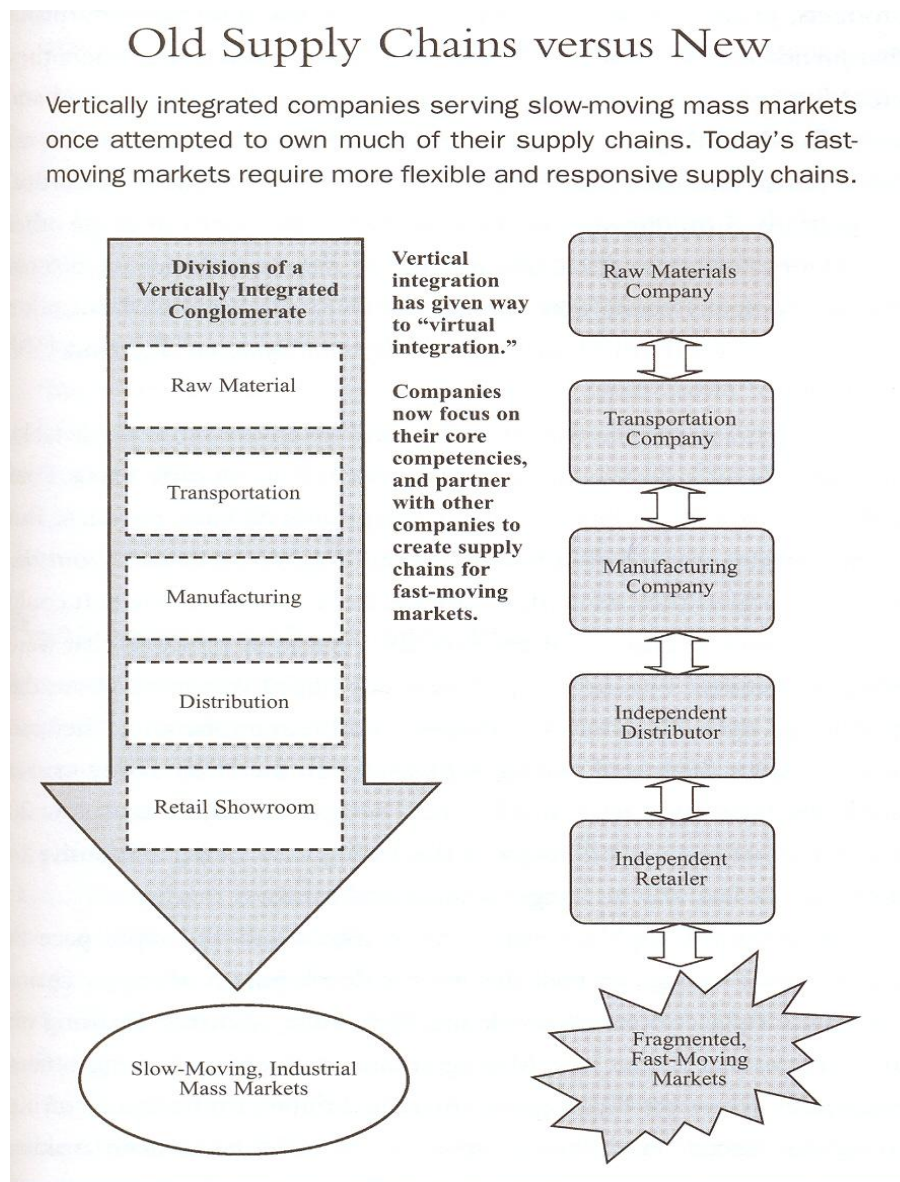 Old Supply Chains versus New
Vertically integrated companies serving slow-moving mass markets
once attempted to own much of their supply chains. Today's fast-
moving markets require more flexible and responsive supply chains.
Divisions of a
Vertically Integrated
Conglomerate
Raw Material
Transportation
Manufacturing
Distribution
Retail Showroom
Slow-Moving, Industrial
Mass Markets
Vertical
integration
has given way
to “virtual
integration.”
Companies
now focus on
their core
competencies,
and partner
with other
companies to
create supply
chains for
fast-moving
markets.
Raw Materials
Company
Transportation
Company
Manufacturing
Company
Independent
Distributor
Independent
Retailer
Fragmented,
Fast-Moving
Markets